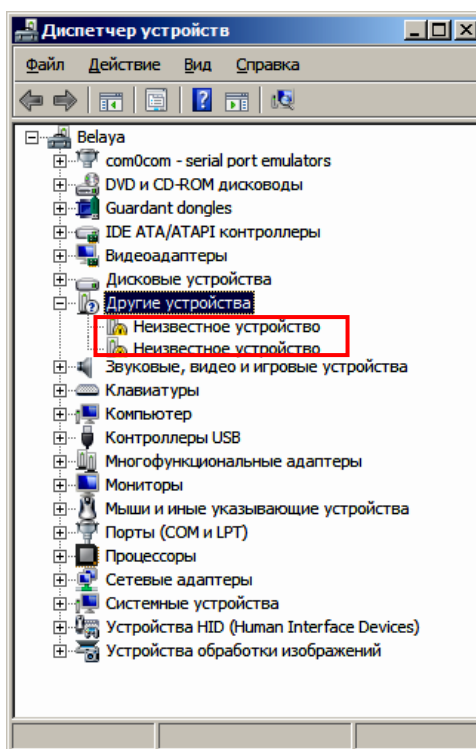 Диспетчер устройств
Файл Действие Вид Справка
Belaya
com0com - serial port emulators
DVD и CD-ROM дисководы
Guardant dongles
IDE ATA/ATAPI контроллеры
Видеоадаптеры
Дисковые устройства
Другие устройства
Неизвестное устройство
Неизвестное устройство
Звуковые, видео и игровые устройства
Клавиатуры
Компьютер
Контроллеры USB
Многофункциональные адаптеры
Мониторы
Мыши и иные указывающие устройства
Порты (COM и LPT)
Процессоры
Сетевые адаптеры
Системные устройства
Устройства HID (Human Interface Devices)
Устройства обработки изображений